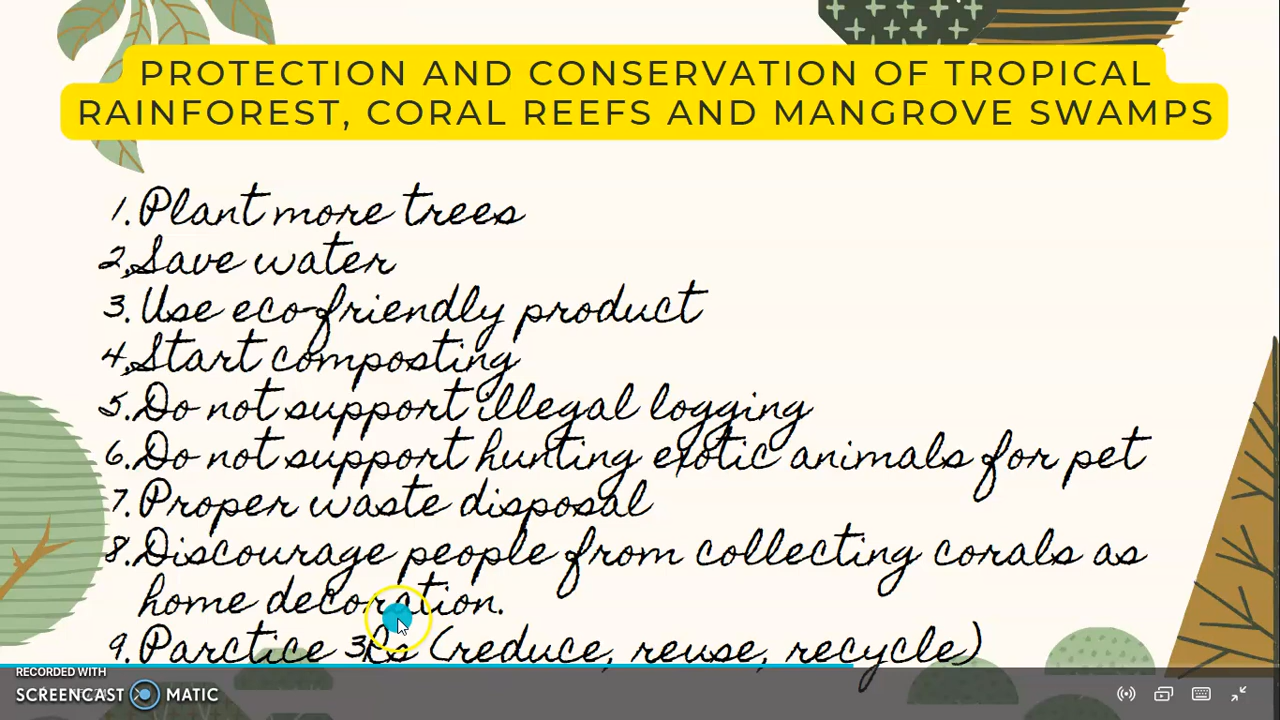 PROTECTION AND CONSERVATION OF TROPICAL
RAINFOREST, CORAL REEFS AND MANGROVE SWAMPS
1. Plant more trees
2. Save water
3. Use eco-friendly product
4. Start composting
5. Do not support illegal logging
6. Do not support hunting exotic animals for pet
7. Proper waste disposal
8. Discourage people from collecting corals as
home decoration.
9. Parctice 3Rs (reduce, reuse, recycle)
RECORDED WITH
SCREENCAST MATIC